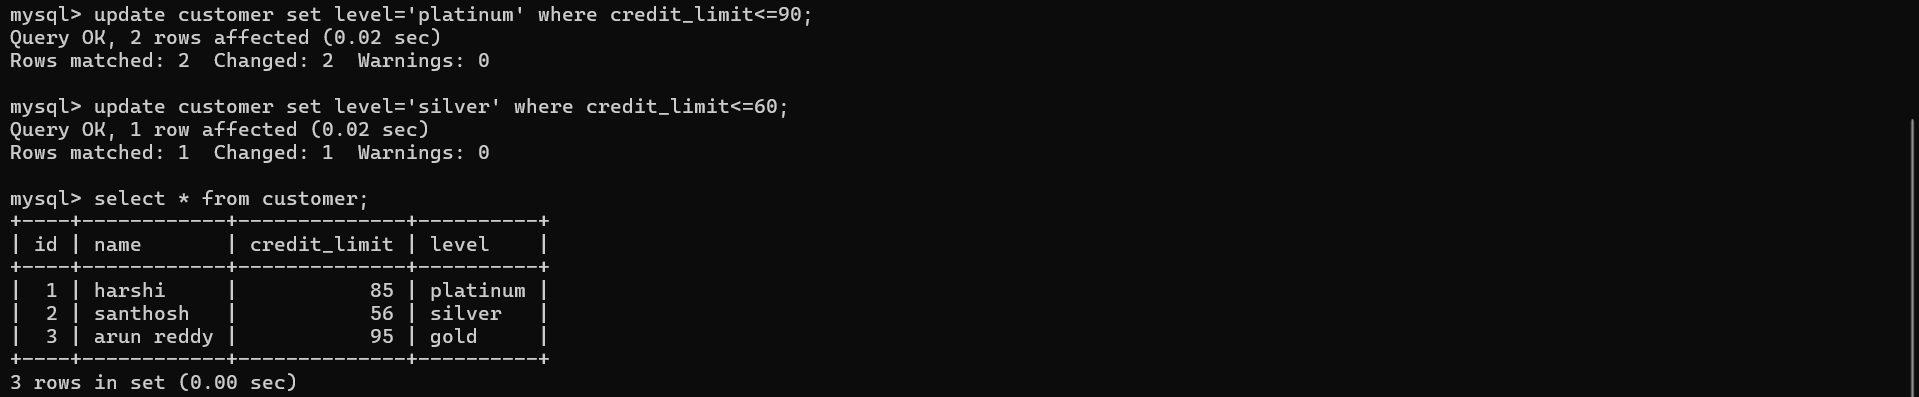 mysql> update customer set level='platinum' where credit_limit<=90;
Query OK, 2 rows affected (0.02 sec)
Rows matched: 2  Changed: 2  Warnings: 0

mysql> update customer set level='silver' where credit_limit<=60;
Query OK, 1 row affected (0.02 sec)
Rows matched: 1  Changed: 1  Warnings: 0

mysql> select * from customer;
+----+------------+--------------+----------+
| id | name       | credit_limit | level    |
+----+------------+--------------+----------+
|  1 | harshi     |           85 | platinum |
|  2 | santhosh   |           56 | silver   |
|  3 | arun reddy |           95 | gold     |
+----+------------+--------------+----------+
3 rows in set (0.00 sec)